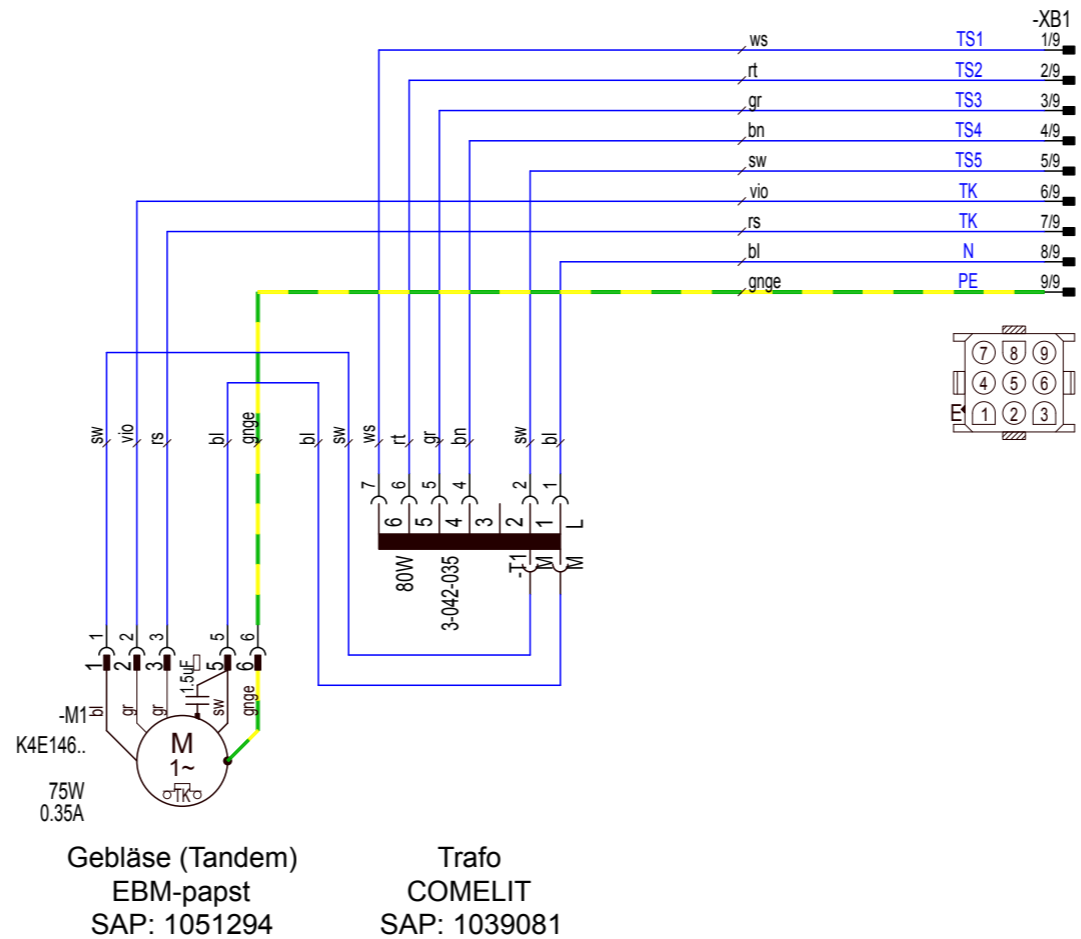 -XB1
ws TS1 1/9
rt TS2 2/9
gr TS3 3/9
bn TS4 4/9
sw TS5 5/9
vio TK 6/9
rs TK 7/9
bl N 8/9
gnge PE 9/9
7 8 9
4 5 6
E 1 2 3
sw vio rs bl gnge bl sw ws rt gr bn sw bl
7 6 5 4 2 1
6 5 4 3 2 1 L
80W 3-042-035 -T1 M M
1 2 3 5 6
1 2 3 5 6
1.5uF
-M1 bl gr gr sw gnge
K4E146..
M
1~
TK
75W
0.35A
Gebläse (Tandem)
EBM-papst
SAP: 1051294
Trafo
COMELIT
SAP: 1039081